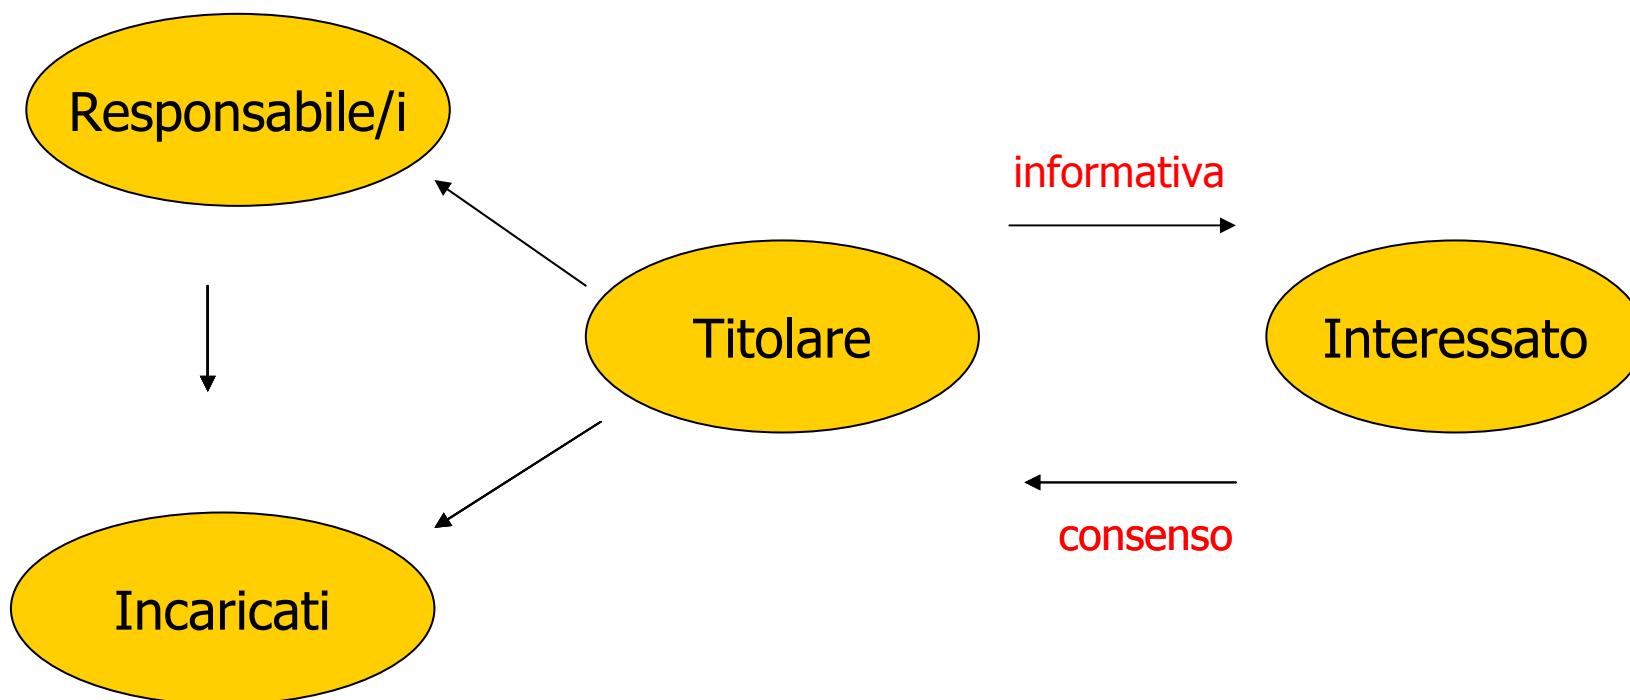 Responsabile/i
informativa
Titolare
Interessato
consenso
Incaricati